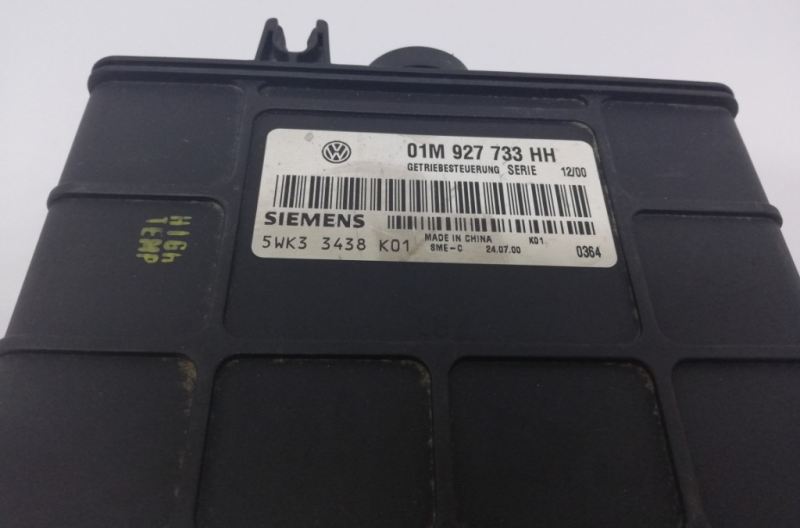 01M 927 733 HH
GETRIEBESTEUERUNG SERIE 12/00
SIEMENS
5WK3 3438 K01
MADE IN CHINA K01
SME-C 24.07.00 0364
HIGh
TEMP